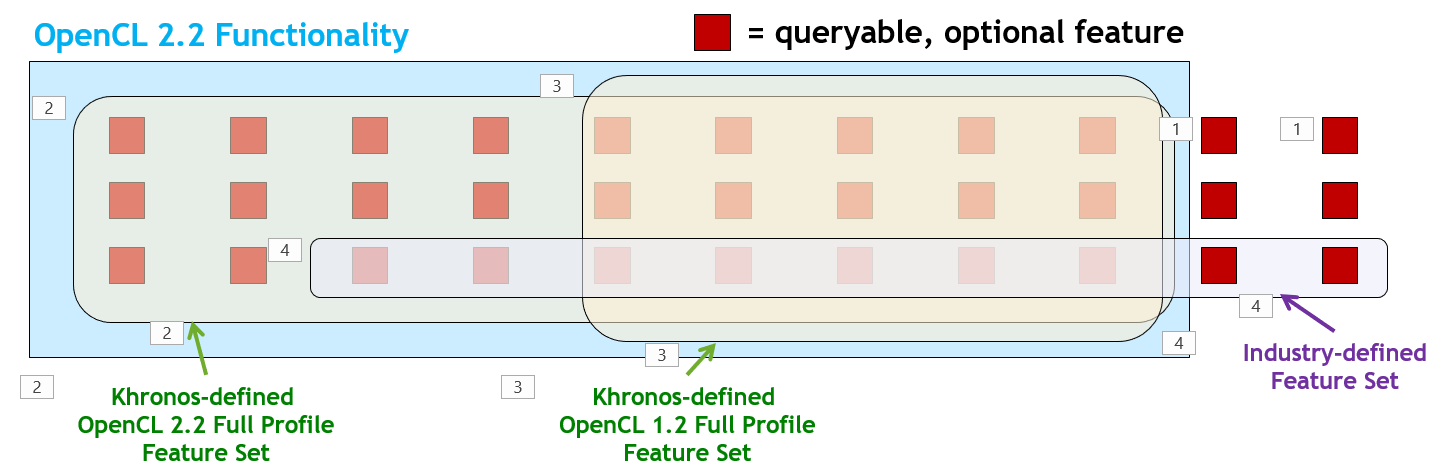 OpenCL 2.2 Functionality
= queryable, optional feature
3
2
1
1
4
4
2
4
3
Industry-defined
Feature Set
2
3
Khronos-defined
OpenCL 2.2 Full Profile
Feature Set
Khronos-defined
OpenCL 1.2 Full Profile
Feature Set